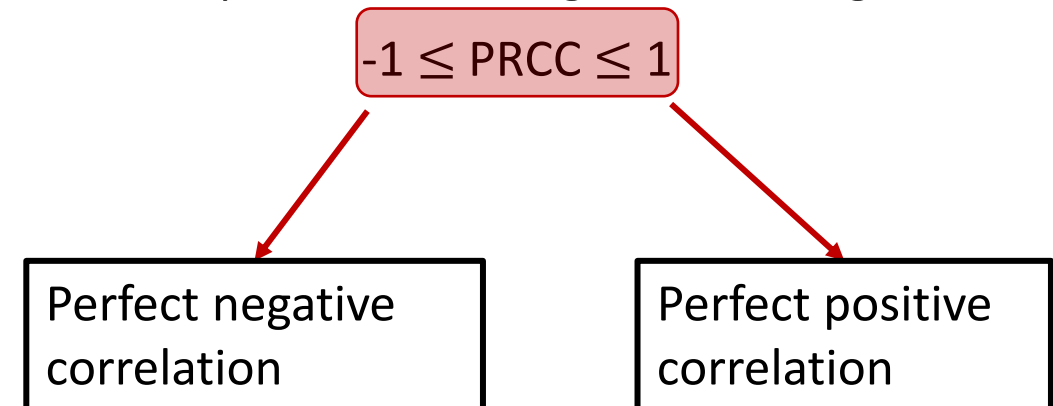 -1 ≤ PRCC ≤ 1
Perfect negative
correlation
Perfect positive
correlation